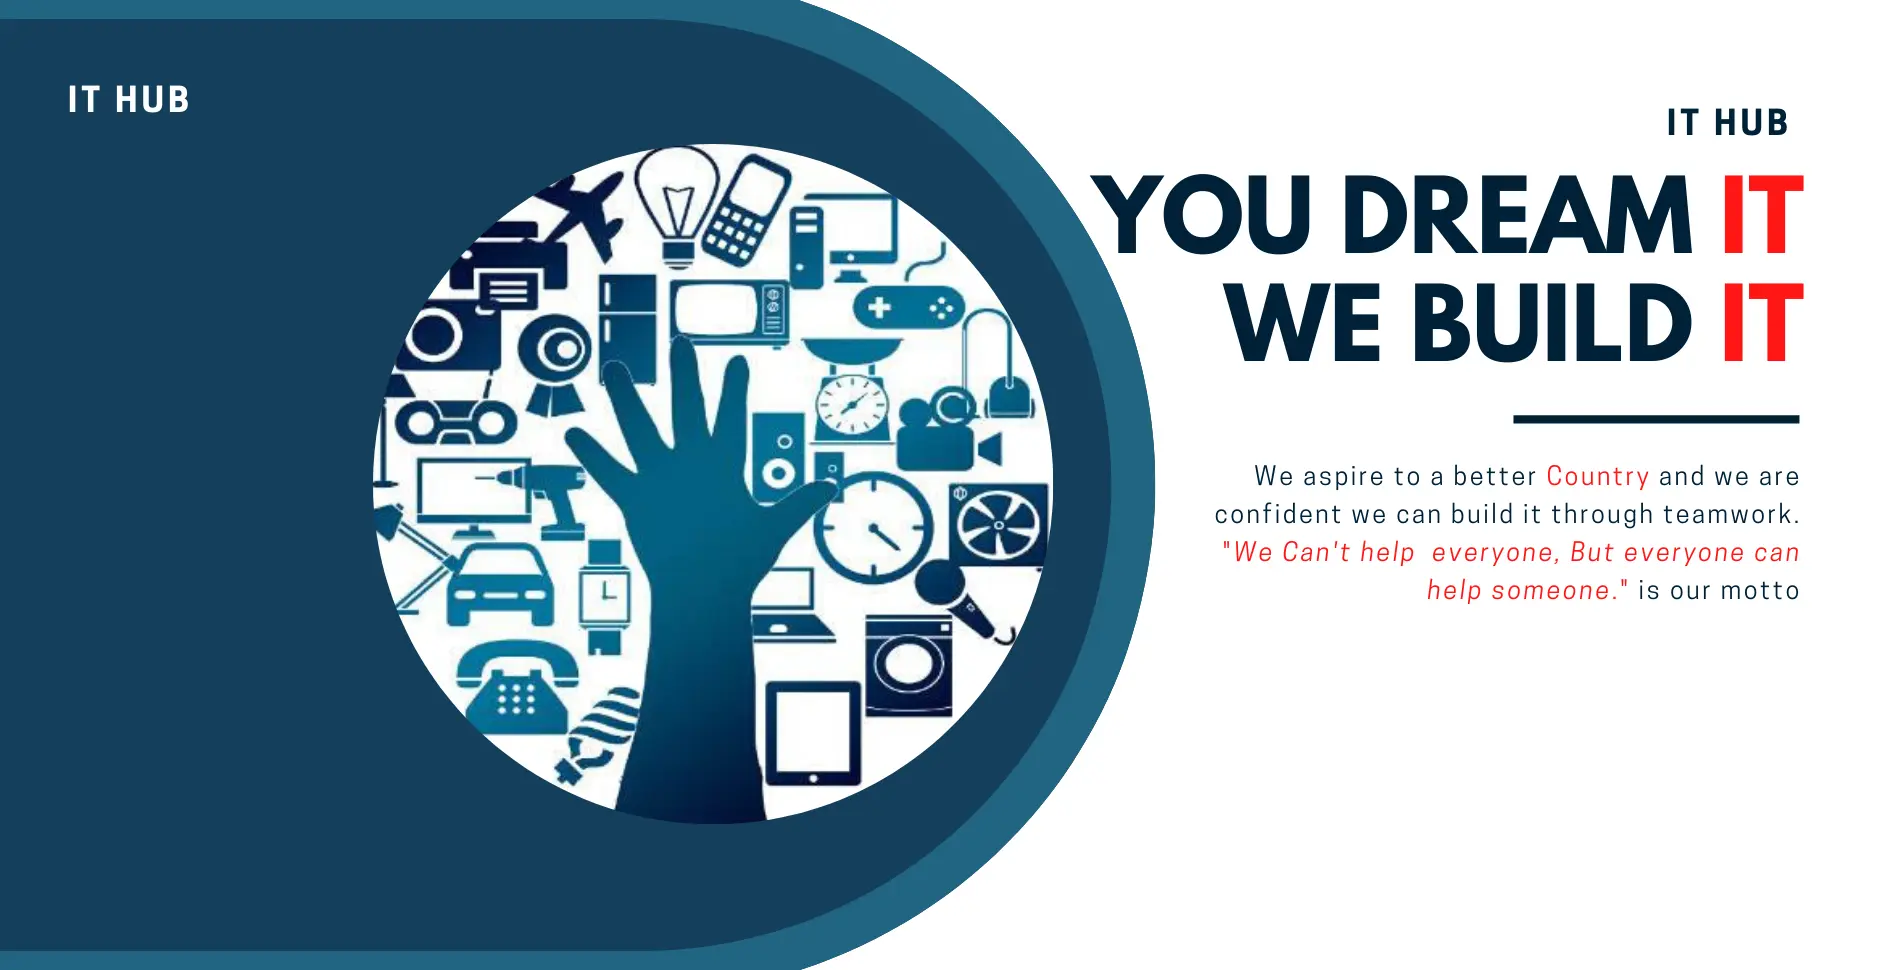 IT HUB
IT HUB
YOU DREAM IT
WE BUILD IT
We aspire to a better Country and we are
confident we can build it through teamwork.
"We Can't help  everyone, But everyone can
help someone." is our motto